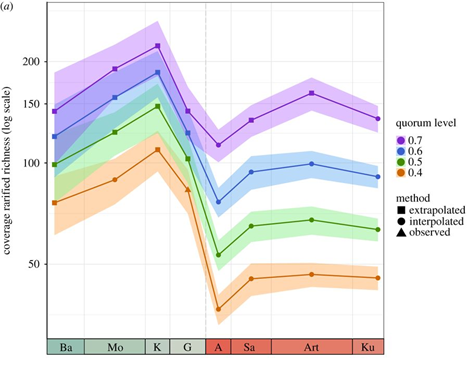 (a)
200
150
100
50
coverage rarified richness (log scale)
Ba Mo K G A Sa Art Ku
quorum level
0.7
0.6
0.5
0.4
method
extrapolated
interpolated
observed